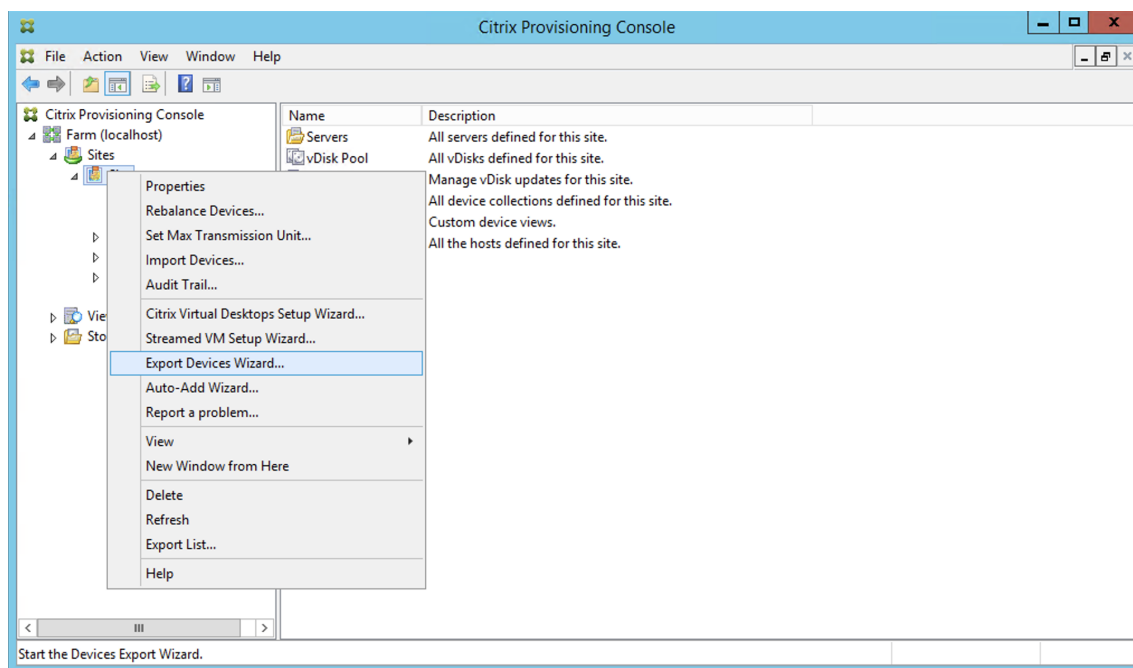 Citrix Provisioning Console
File Action View Window Help
Citrix Provisioning Console
Farm (localhost)
Sites
Name Description
Servers All servers defined for this site.
vDisk Pool All vDisks defined for this site.
Manage vDisk updates for this site.
All device collections defined for this site.
Custom device views.
All the hosts defined for this site.
Properties
Rebalance Devices...
Set Max Transmission Unit...
Import Devices...
Audit Trail...
Citrix Virtual Desktops Setup Wizard...
Streamed VM Setup Wizard...
Export Devices Wizard...
Auto-Add Wizard...
Report a problem...
View
New Window from Here
Delete
Refresh
Export List...
Help
Vie
Sto
Start the Devices Export Wizard.